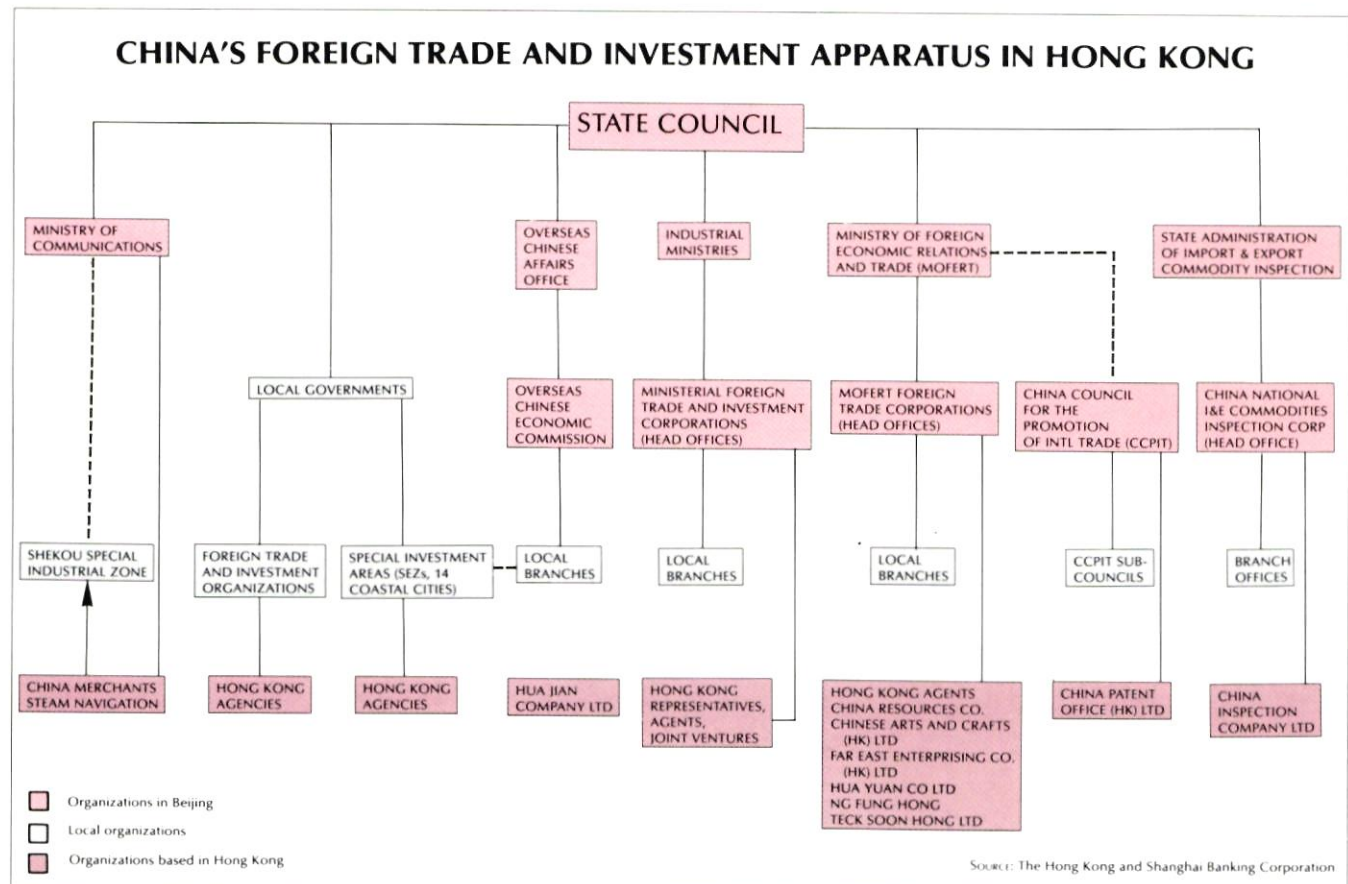 CHINA'S FOREIGN TRADE AND INVESTMENT APPARATUS IN HONG KONG
STATE COUNCIL
MINISTRY OF
COMMUNICATIONS
OVERSEAS
CHINESE
AFFAIRS
OFFICE
INDUSTRIAL
MINISTRIES
MINISTRY OF FOREIGN
ECONOMIC RELATIONS
AND TRADE (MOFERT)
STATE ADMINISTRATION
OF IMPORT & EXPORT
COMMODITY INSPECTION
LOCAL GOVERNMENTS
OVERSEAS
CHINESE
ECONOMIC
COMMISSION
MINISTERIAL FOREIGN
TRADE AND INVESTMENT
CORPORATIONS
(HEAD OFFICES)
MOFERT FOREIGN
TRADE CORPORATIONS
(HEAD OFFICES)
CHINA COUNCIL
FOR THE
PROMOTION
OF INTL TRADE (CCPIT)
CHINA NATIONAL
I&E COMMODITIES
INSPECTION CORP
(HEAD OFFICE)
SHEKOU SPECIAL
INDUSTRIAL ZONE
FOREIGN TRADE
AND INVESTMENT
ORGANIZATIONS
SPECIAL INVESTMENT
AREAS (SEZs, 14
COASTAL CITIES)
LOCAL
BRANCHES
LOCAL
BRANCHES
LOCAL
BRANCHES
CCPIT SUB-
COUNCILS
BRANCH
OFFICES
CHINA MERCHANTS
STEAM NAVIGATION
HONG KONG
AGENCIES
HONG KONG
AGENCIES
HUA JIAN
COMPANY LTD
HONG KONG
REPRESENTATIVES,
AGENTS,
JOINT VENTURES
HONG KONG AGENTS
CHINA RESOURCES CO.
CHINESE ARTS AND CRAFTS
(HK) LTD
FAR EAST ENTERPRISING CO.
(HK) LTD
HUA YUAN CO LTD
NG FUNG HONG
TECK SOON HONG LTD
CHINA PATENT
OFFICE (HK) LTD
CHINA
INSPECTION
COMPANY LTD
Organizations in Beijing
Local organizations
Organizations based in Hong Kong
SOURCE: The Hong Kong and Shanghai Banking Corporation